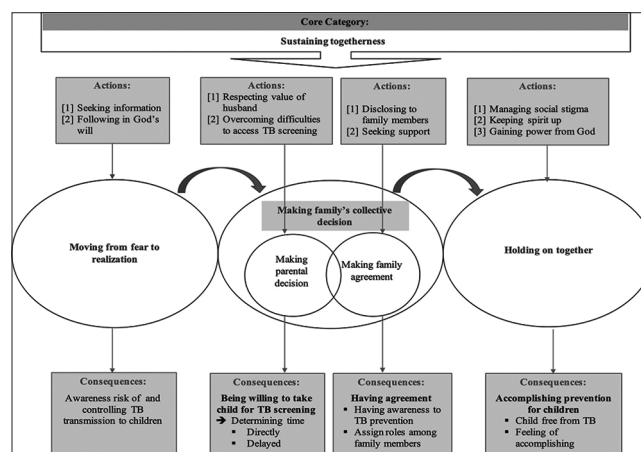 Core Category:
Sustaining togetherness
Actions:
[1] Seeking information
[2] Following in God's
will
Actions:
[1] Respecting value of
husband
[2] Overcoming difficulties
to access TB screening
Actions:
[1] Disclosing to
family members
[2] Seeking support
Actions:
[1] Managing social stigma
[2] Keeping spirit up
[3] Gaining power from God
Moving from fear to
realization
Making family's collective
decision
Making
parental
decision
Making family
agreement
Holding on together
Consequences:
Awareness risk of and
controlling TB
transmission to children
Consequences:
Being willing to take
child for TB screening
➔ Determining time
▪ Directly
▪ Delayed
Consequences:
Having agreement
▪ Having awareness to
TB prevention
▪ Assign roles among
family members
Consequences:
Accomplishing prevention
for children
▪ Child free from TB
▪ Feeling of
accomplishing